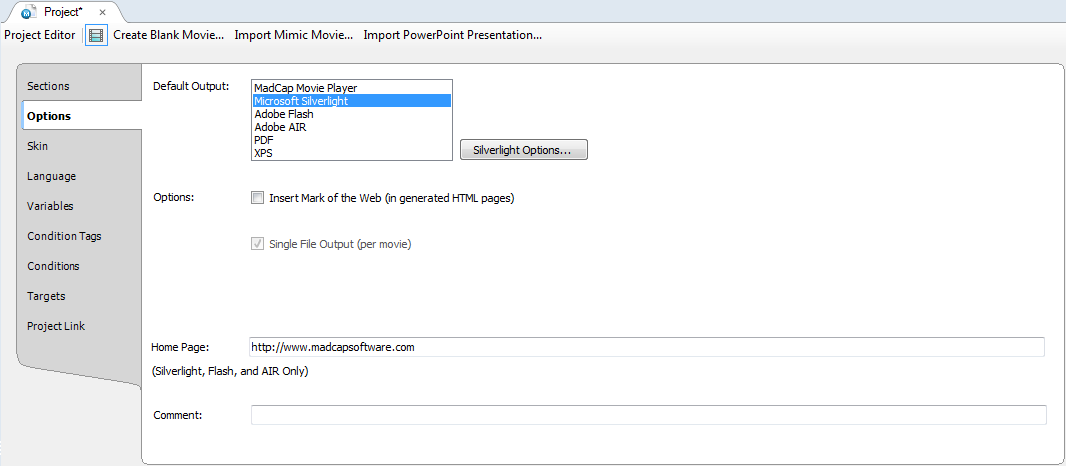 Project*
Project Editor Create Blank Movie... Import Mimic Movie... Import PowerPoint Presentation...
Sections
Options
Skin
Language
Variables
Condition Tags
Conditions
Targets
Project Link
Default Output:
MadCap Movie Player
Microsoft Silverlight
Adobe Flash
Adobe AIR
PDF
XPS
Silverlight Options...
Options:
Insert Mark of the Web (in generated HTML pages)
Single File Output (per movie)
Home Page:
http://www.madcapsoftware.com
(Silverlight, Flash, and AIR Only)
Comment: